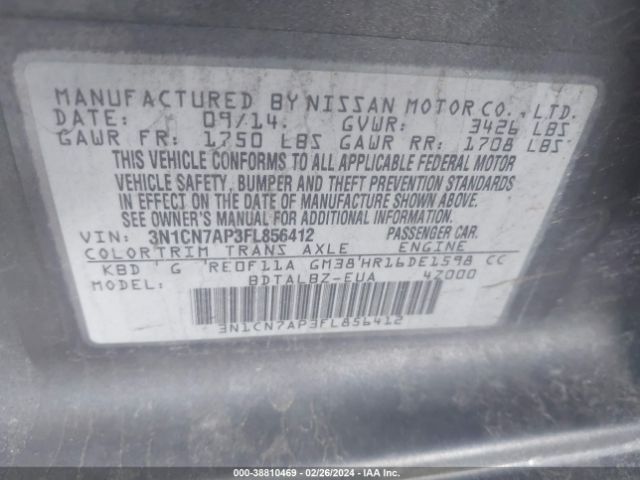 MANUFACTURED BY NISSAN MOTOR CO., LTD.
DATE: 09/14. GVWR: 3426 LBS
GAWR FR: 1750 LBS GAWR RR: 1708 LBS
THIS VEHICLE CONFORMS TO ALL APPLICABLE FEDERAL MOTOR
VEHICLE SAFETY, BUMPER AND THEFT PREVENTION STANDARDS
IN EFFECT ON THE DATE OF MANUFACTURE SHOWN ABOVE.
SEE OWNER'S MANUAL FOR ADDITIONAL INFORMATION.
VIN: 3N1CN7AP3FL856412 PASSENGER CAR.
COLOR TRIM TRANS AXLE ENGINE
KBD G RE0F11A GM38 HR16DE1598 CC
MODEL: BDTALBZ-EUA 4Z000
3N1CN7AP3FL856412
000-38810469 02/26/2024 IAA, Inc.